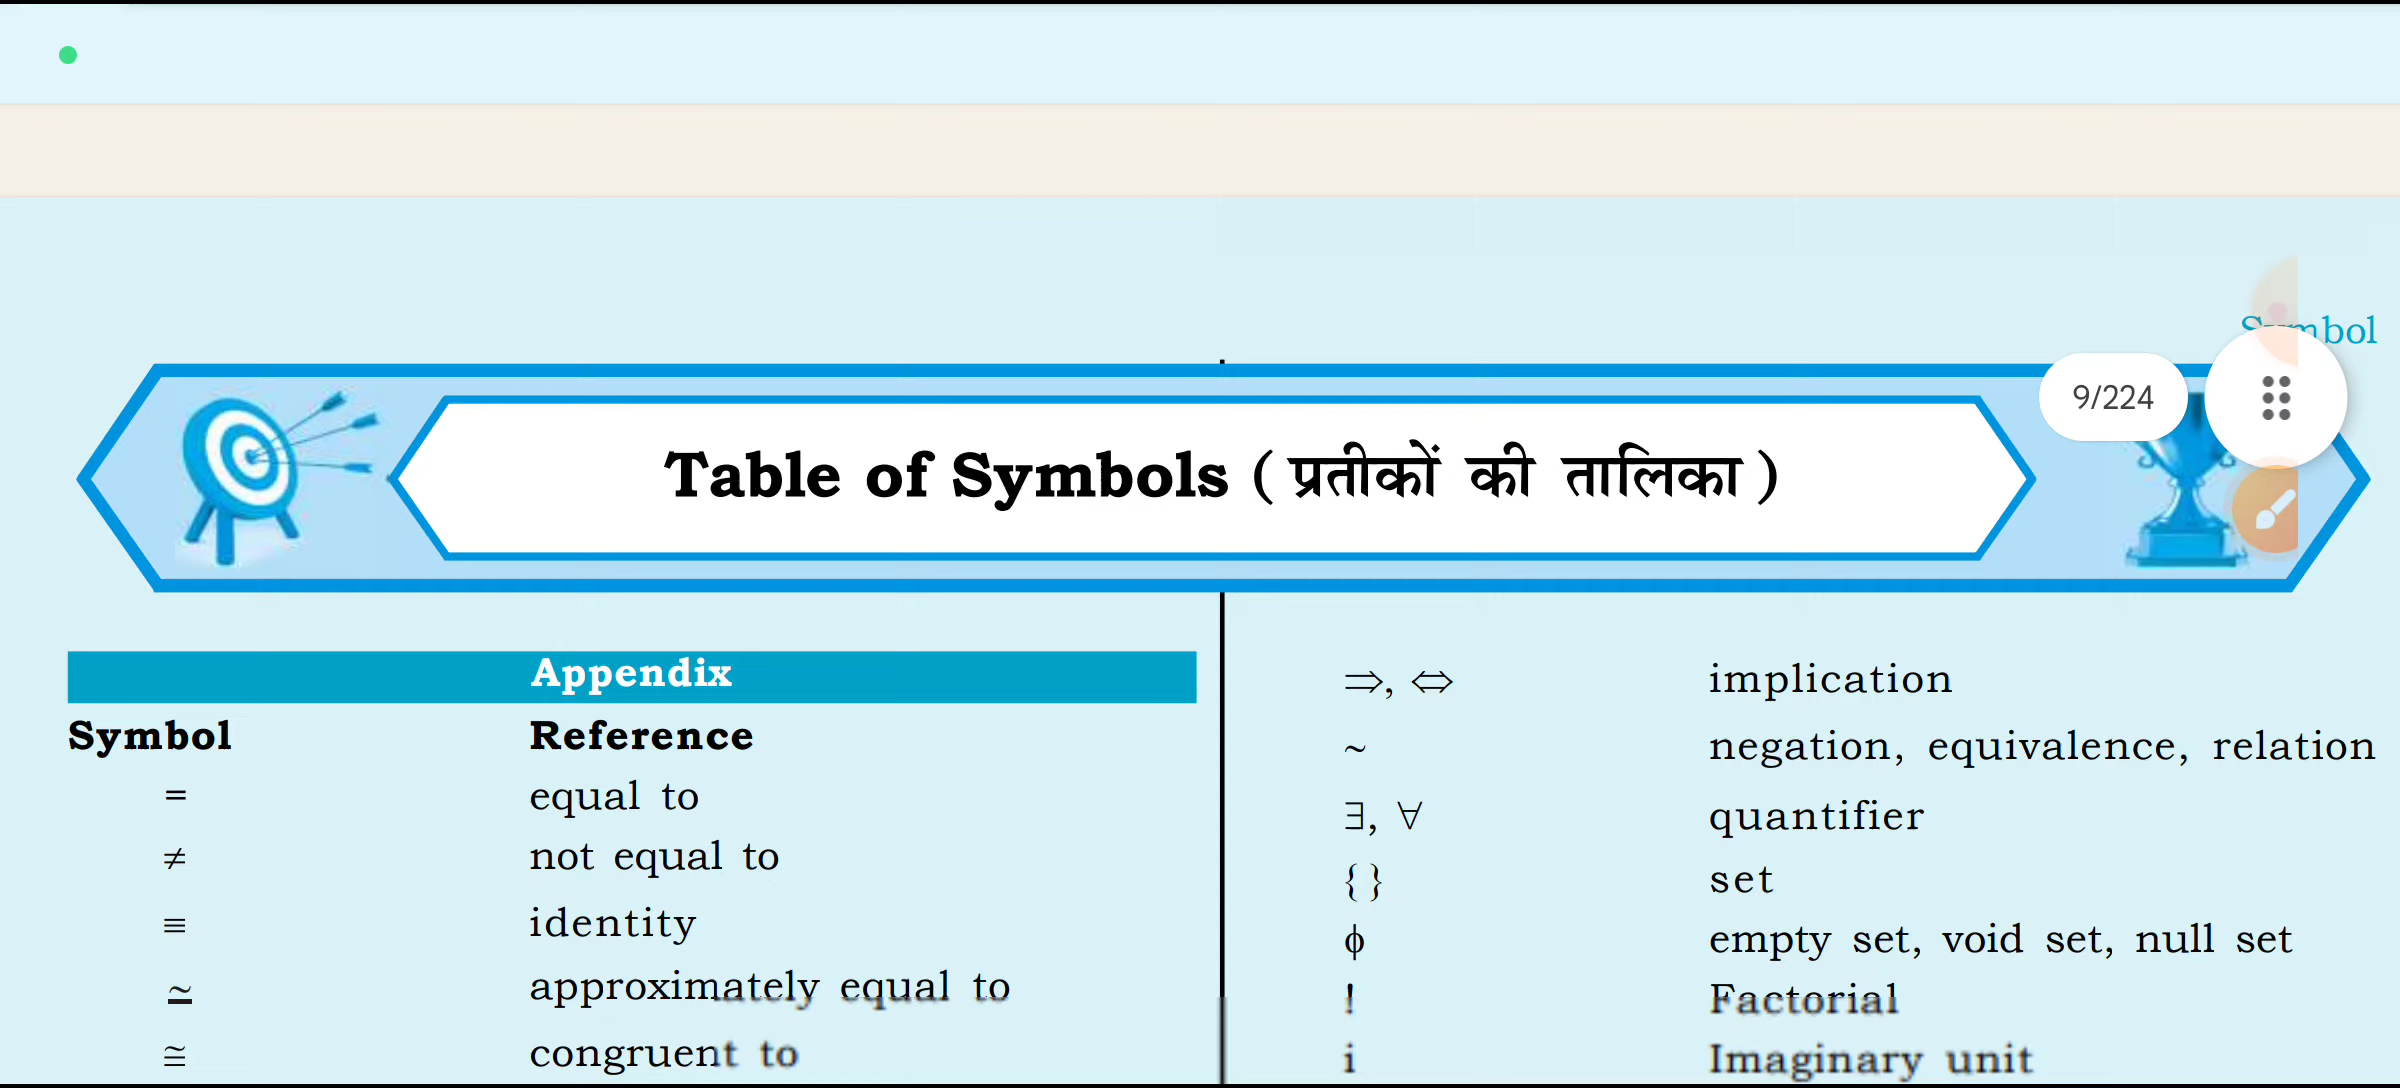 Symbol
9/224
Table of Symbols ( प्रतीकों की तालिका )
Appendix
Symbol Reference
= equal to
≠ not equal to
≡ identity
≃ approximately equal to
≅ congruent to
⇒, ⇔ implication
~ negation, equivalence, relation
∃, ∀ quantifier
{ } set
ϕ empty set, void set, null set
! Factorial
i Imaginary unit